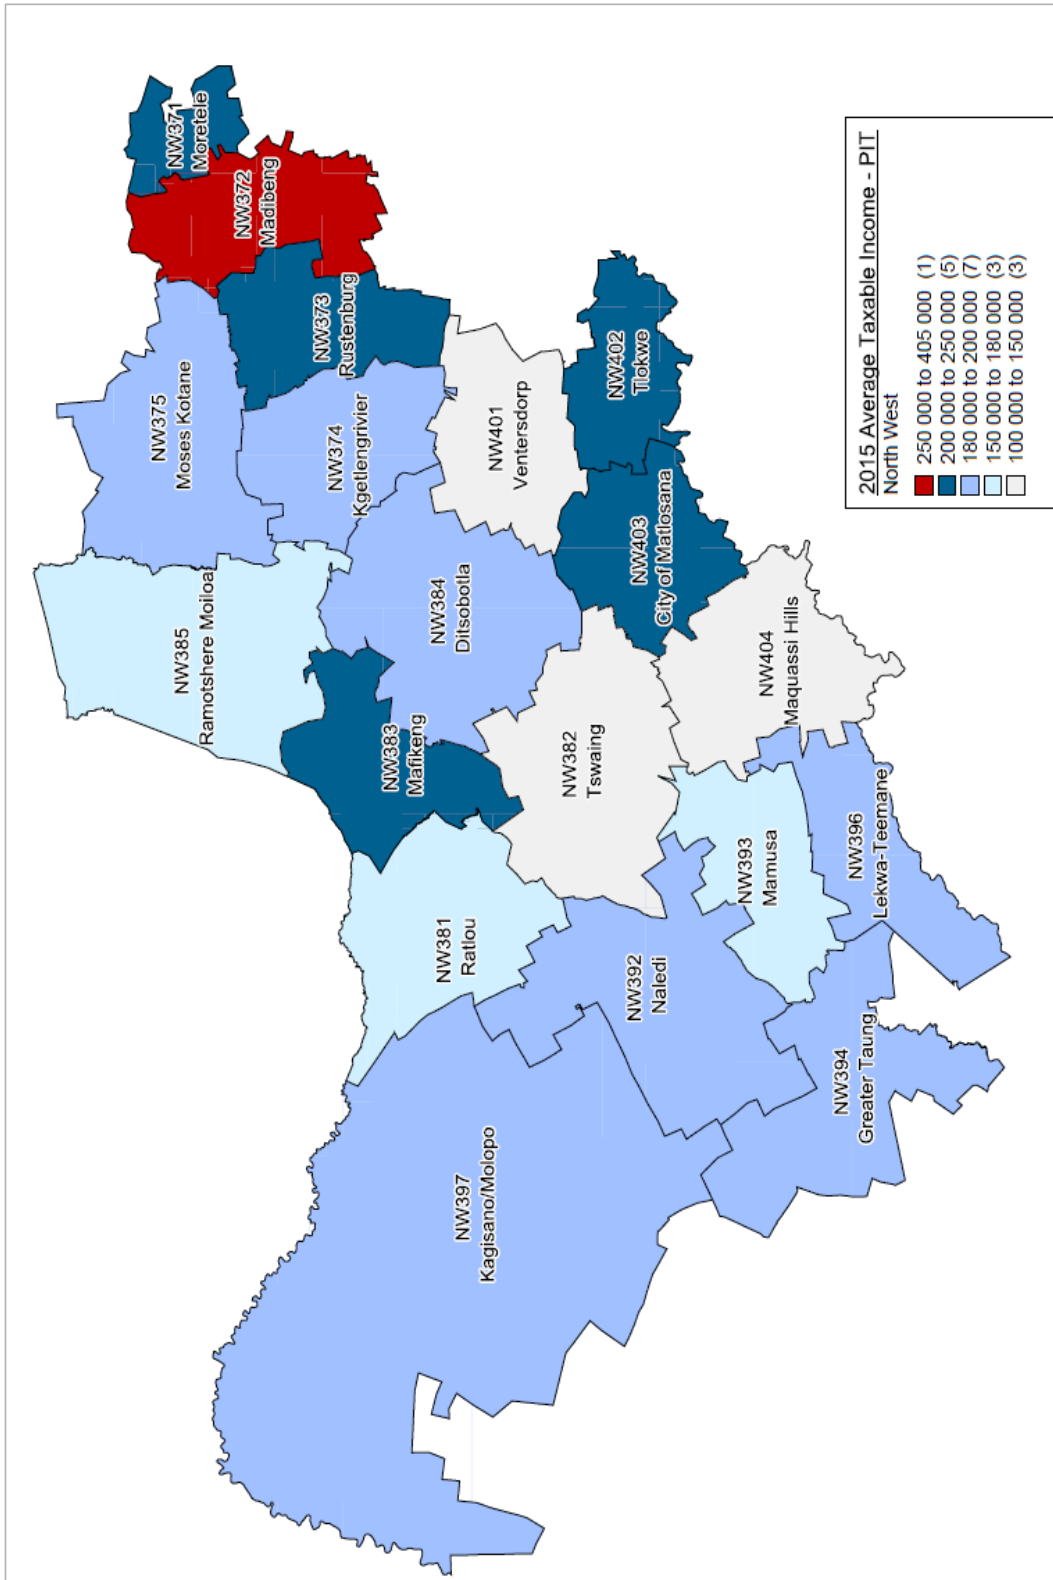 NW371
Moretele
NW372
Madibeng
NW373
Rustenburg
NW375
Moses Kotane
NW374
Kgetlengrivier
NW401
Ventersdorp
NW402
Tlokwe
NW403
City of Matlosana
NW385
Ramotshere Moiloa
NW384
Ditsobotla
NW383
Mafikeng
NW382
Tswaing
NW404
Maquassi Hills
NW381
Ratlou
NW393
Mamusa
NW396
Lekwa-Teemane
NW392
Naledi
NW394
Greater Taung
NW397
Kagisano/Molopo
2015 Average Taxable Income - PIT
North West
250 000 to 405 000 (1)
200 000 to 250 000 (5)
180 000 to 200 000 (7)
150 000 to 180 000 (3)
100 000 to 150 000 (3)